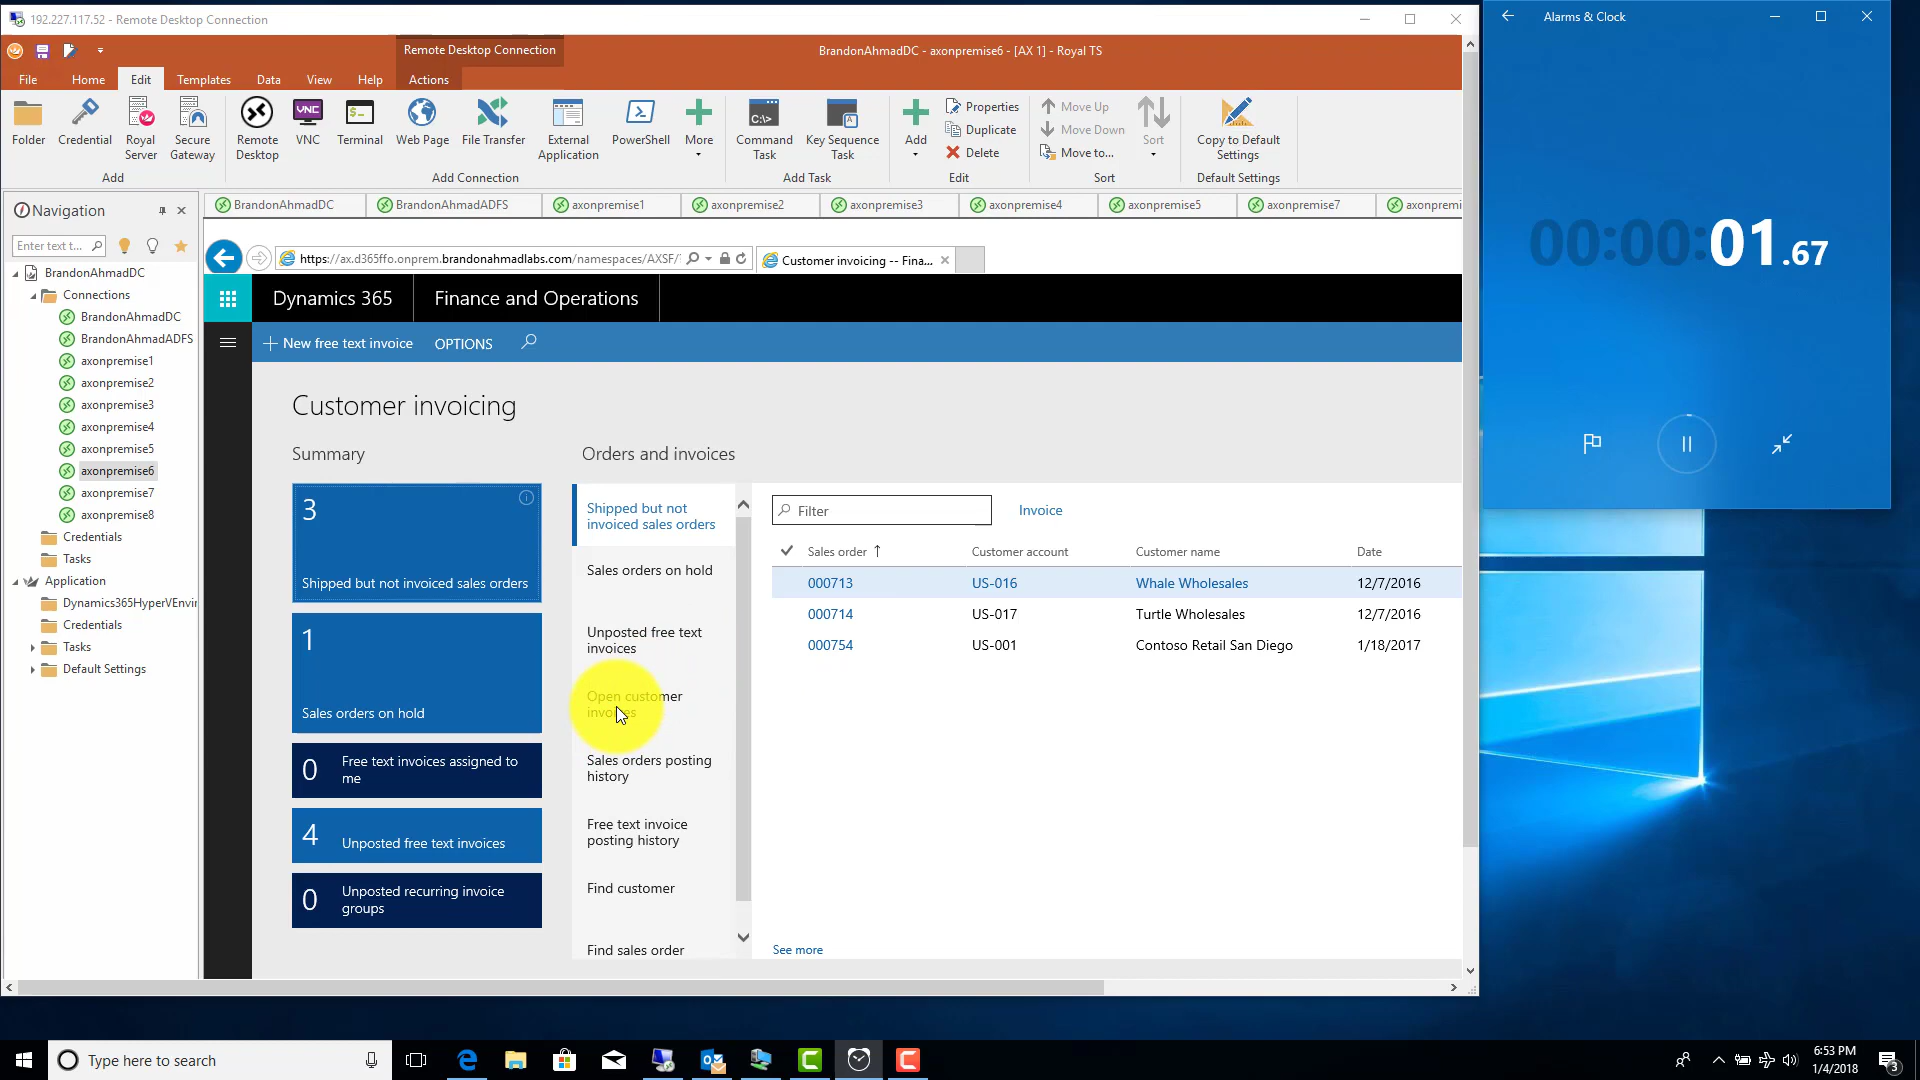 192.227.117.52 - Remote Desktop Connection
Remote Desktop Connection
BrandonAhmadDC - axonpremise6 - [AX 1] - Royal TS
File Home Edit Templates Data View Help Actions
Folder
Credential
Royal
Server
Secure
Gateway
Add
Remote
Desktop
VNC
VNC
Terminal
Web Page
File Transfer
External
Application
PowerShell
More
Add Connection
C:\>
Command
Task
Key Sequence
Task
Add Task
Add
Properties
Duplicate
Delete
Edit
Move Up
Move Down
Move to...
Sort
Sort
Copy to Default
Settings
Default Settings
Navigation
Enter text t...
BrandonAhmadDC
Connections
BrandonAhmadDC
BrandonAhmadADFS
axonpremise1
axonpremise2
axonpremise3
axonpremise4
axonpremise5
axonpremise6
axonpremise7
axonpremise8
Credentials
Tasks
Application
Dynamics365HyperVEnvir
Credentials
Tasks
Default Settings
BrandonAhmadDC BrandonAhmadADFS axonpremise1 axonpremise2 axonpremise3 axonpremise4 axonpremise5 axonpremise7 axonpremi
https://ax.d365ffo.onprem.brandonahmadlabs.com/namespaces/AXSF/
Customer invoicing -- Fina...
Dynamics 365 Finance and Operations
New free text invoice OPTIONS
Customer invoicing
Summary
3
Shipped but not invoiced sales orders
1
Sales orders on hold
0 Free text invoices assigned to
me
4 Unposted free text invoices
0 Unposted recurring invoice
groups
Orders and invoices
Shipped but not
invoiced sales orders
Sales orders on hold
Unposted free text
invoices
Open customer
invoices
Sales orders posting
history
Free text invoice
posting history
Find customer
Find sales order
Filter Invoice
Sales order Customer account Customer name Date
000713 US-016 Whale Wholesales 12/7/2016
000714 US-017 Turtle Wholesales 12/7/2016
000754 US-001 Contoso Retail San Diego 1/18/2017
See more
Alarms & Clock
00:00:01.67
Type here to search
6:53 PM
1/4/2018
3